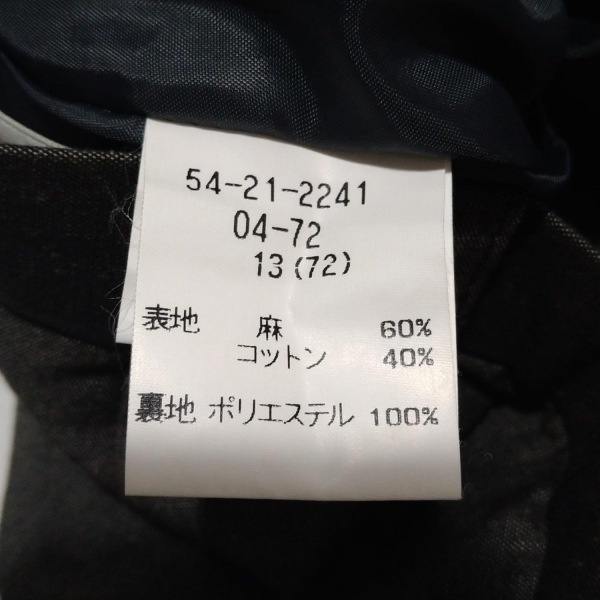 54-21-2241
04-72
13(72)
表地 麻 60%
コットン 40%
裏地 ポリエステル 100%